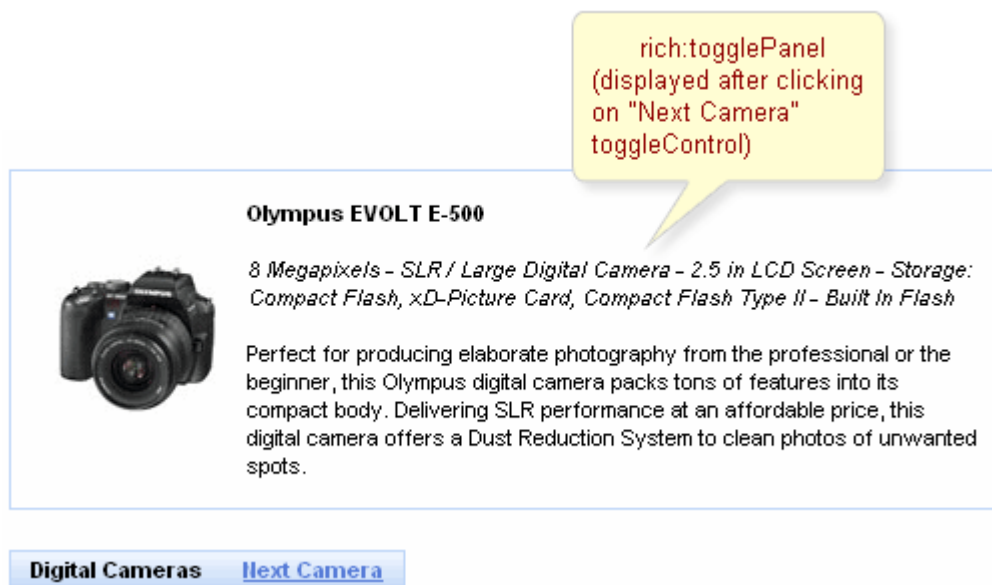 rich:togglePanel
(displayed after clicking
on "Next Camera"
toggleControl)
Olympus EVOLT E-500
8 Megapixels - SLR / Large Digital Camera - 2.5 in LCD Screen - Storage:
Compact Flash, xD-Picture Card, Compact Flash Type II - Built In Flash
OLYMPUS
Perfect for producing elaborate photography from the professional or the
beginner, this Olympus digital camera packs tons of features into its
compact body. Delivering SLR performance at an affordable price, this
digital camera offers a Dust Reduction System to clean photos of unwanted
spots.
Digital Cameras Next Camera